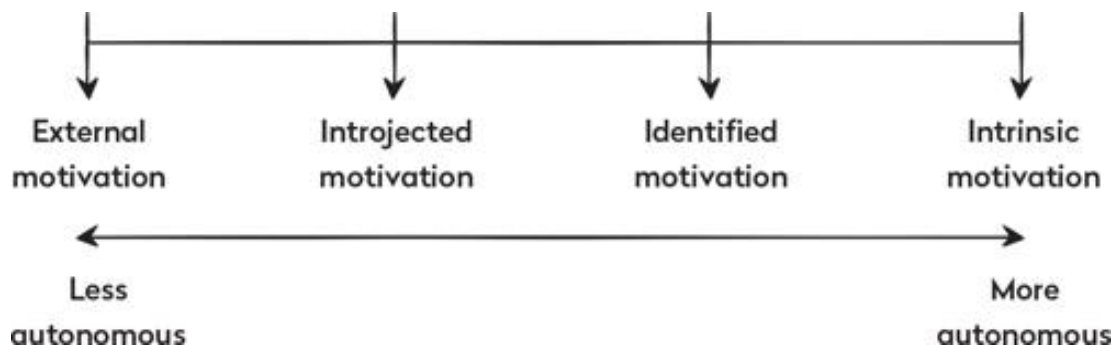 External motivation
Introjected motivation
Identified motivation
Intrinsic motivation
Less autonomous
More autonomous